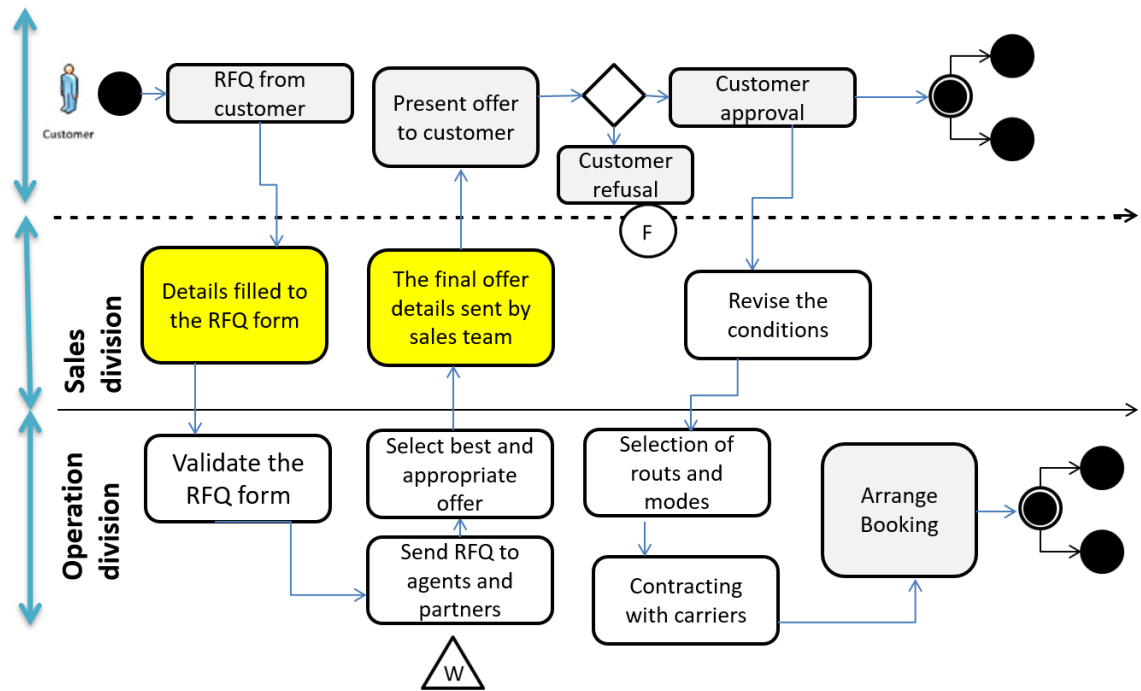 Customer
RFQ from
customer
Present offer
to customer
Customer
approval
Customer
refusal
F
Sales
division
Details filled to
the RFQ form
The final offer
details sent by
sales team
Revise the
conditions
Operation
division
Validate the
RFQ form
Select best and
appropriate
offer
Send RFQ to
agents and
partners
W
Selection of
routs and
modes
Contracting
with carriers
Arrange
Booking